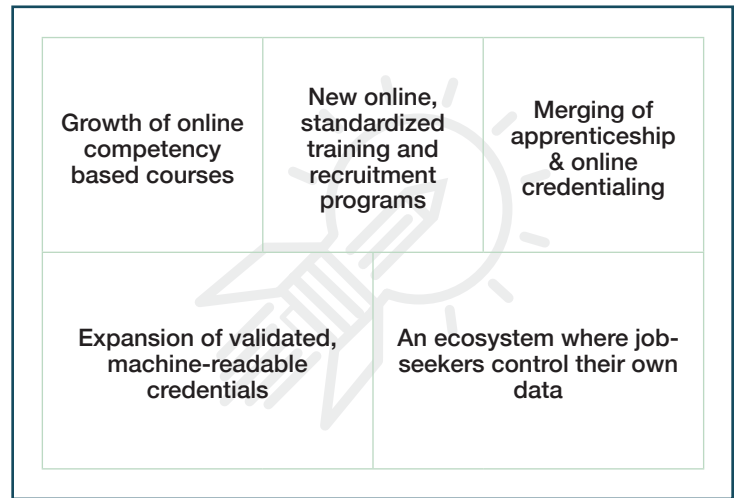 Growth of online
competency
based courses
New online,
standardized
training and
recruitment
programs
Merging of
apprenticeship
& online
credentialing
Expansion of validated,
machine-readable
credentials
An ecosystem where job-
seekers control their own
data